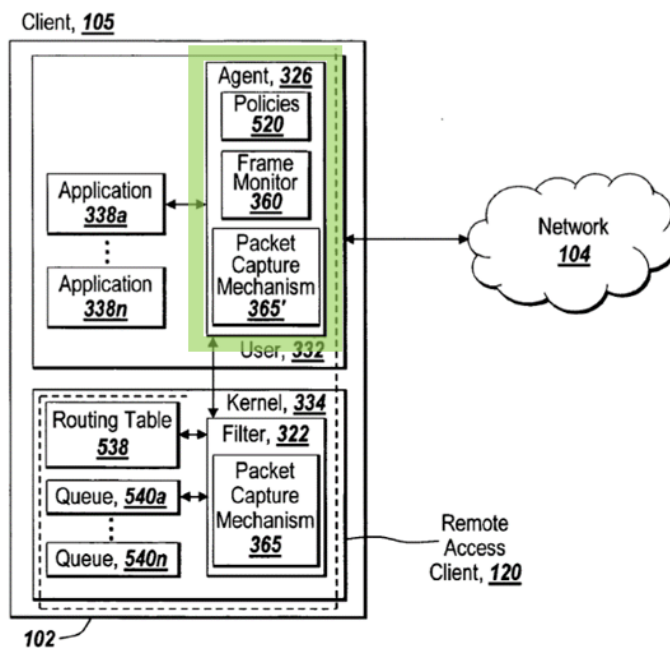 Client, 105
Agent, 326
Policies
520
Frame
Monitor
360
Packet
Capture
Mechanism
365'
Application
338a
Application
338n
User, 332
Network
104
Kernel, 334
Routing Table
538
Filter, 322
Packet
Capture
Mechanism
365
Queue, 540a
Queue, 540n
Remote
Access
Client, 120
102